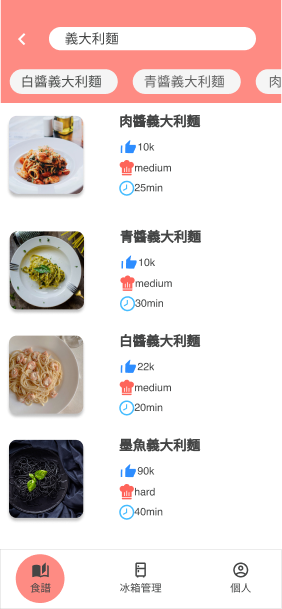 義大利麵
白醬義大利麵
青醬義大利麵
肉
肉醬義大利麵
10k
medium
25min
青醬義大利麵
10k
medium
30min
白醬義大利麵
22k
medium
20min
墨魚義大利麵
90k
hard
40min
食譜
冰箱管理
個人